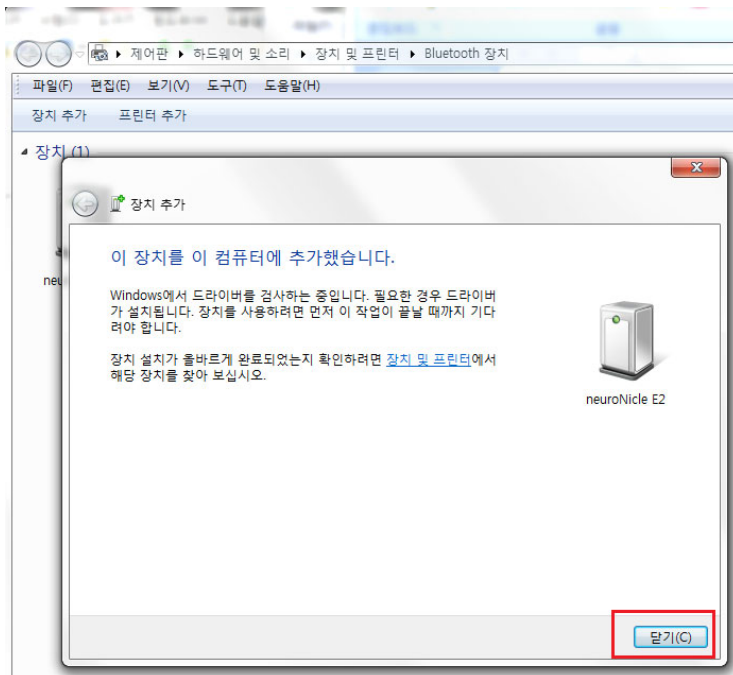 제어판 ▸ 하드웨어 및 소리 ▸ 장치 및 프린터 ▸ Bluetooth 장치
파일(F) 편집(E) 보기(V) 도구(T) 도움말(H)
장치 추가 프린터 추가
장치 (1)
장치 추가
이 장치를 이 컴퓨터에 추가했습니다.
Windows에서 드라이버를 검사하는 중입니다. 필요한 경우 드라이버
가 설치됩니다. 장치를 사용하려면 먼저 이 작업이 끝날 때까지 기다
려야 합니다.
장치 설치가 올바르게 완료되었는지 확인하려면 장치 및 프린터에서
해당 장치를 찾아 보십시오.
neuroNicle E2
닫기(C)